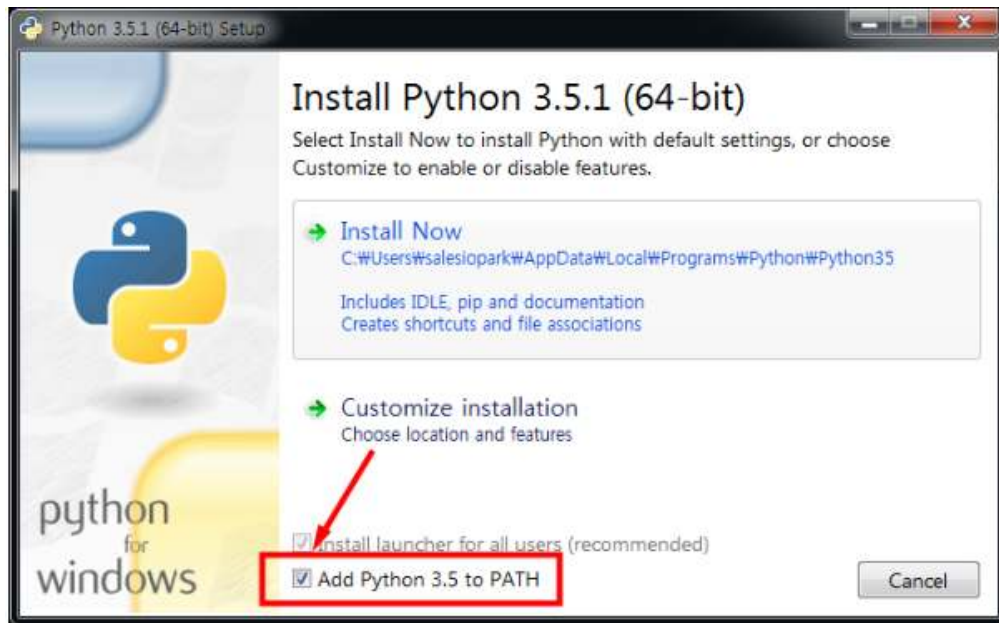 Python 3.5.1 (64-bit) Setup
Install Python 3.5.1 (64-bit)
Select Install Now to install Python with default settings, or choose
Customize to enable or disable features.
Install Now
C:₩Users₩salesiopark₩AppData₩Local₩Programs₩Python₩Python35
Includes IDLE, pip and documentation
Creates shortcuts and file associations
Customize installation
Choose location and features
python
for
windows
Install launcher for all users (recommended)
Add Python 3.5 to PATH
Cancel